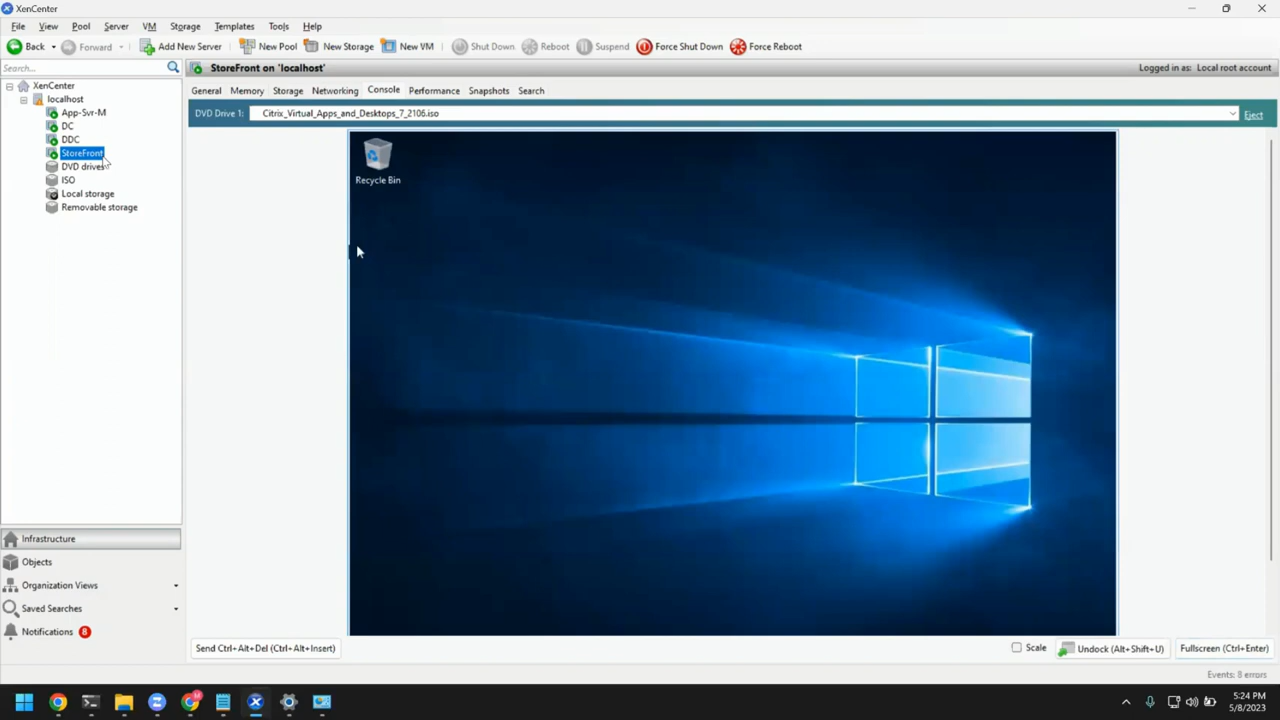 XenCenter
File View Pool Server VM Storage Templates Tools Help
Back Forward Add New Server New Pool New Storage New VM Shut Down Reboot Suspend Force Shut Down Force Reboot
Search...
StoreFront on 'localhost'
Logged in as: Local root account
XenCenter
localhost
App-Svr-M
DC
DDC
StoreFront
DVD drives
ISO
Local storage
Removable storage
General Memory Storage Networking Console Performance Snapshots Search
DVD Drive 1: Citrix_Virtual_Apps_and_Desktops_7_2106.iso Eject
Recycle Bin
Infrastructure
Objects
Organization Views
Saved Searches
Notifications 8
Send Ctrl+Alt+Del (Ctrl+Alt+Insert)
Scale Undock (Alt+Shift+U) Fullscreen (Ctrl+Enter)
Events: 8 errors
5:24 PM
5/8/2023